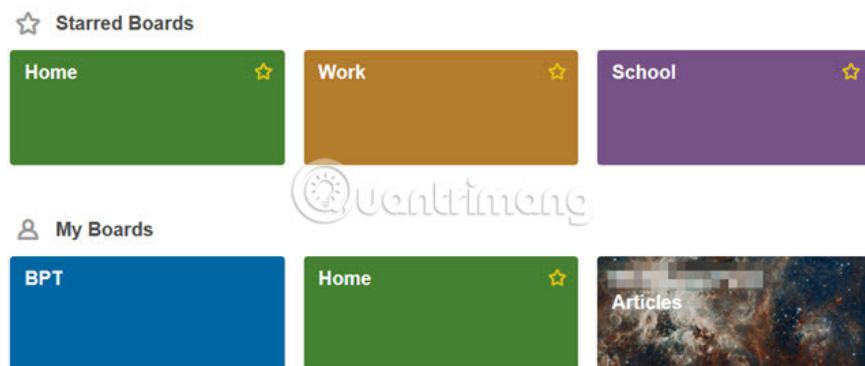 Starred Boards
Home
Work
School
Quantrimang
My Boards
BPT
Home
Articles